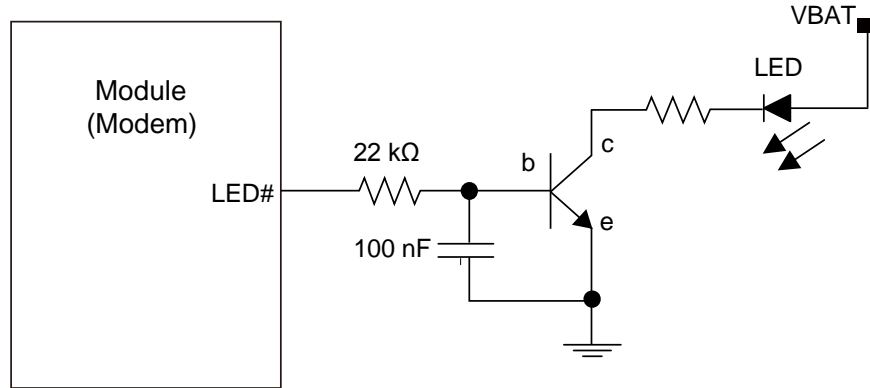 VBAT
LED
Module
(Modem)
22 kΩ
b
c
LED#
e
100 nF